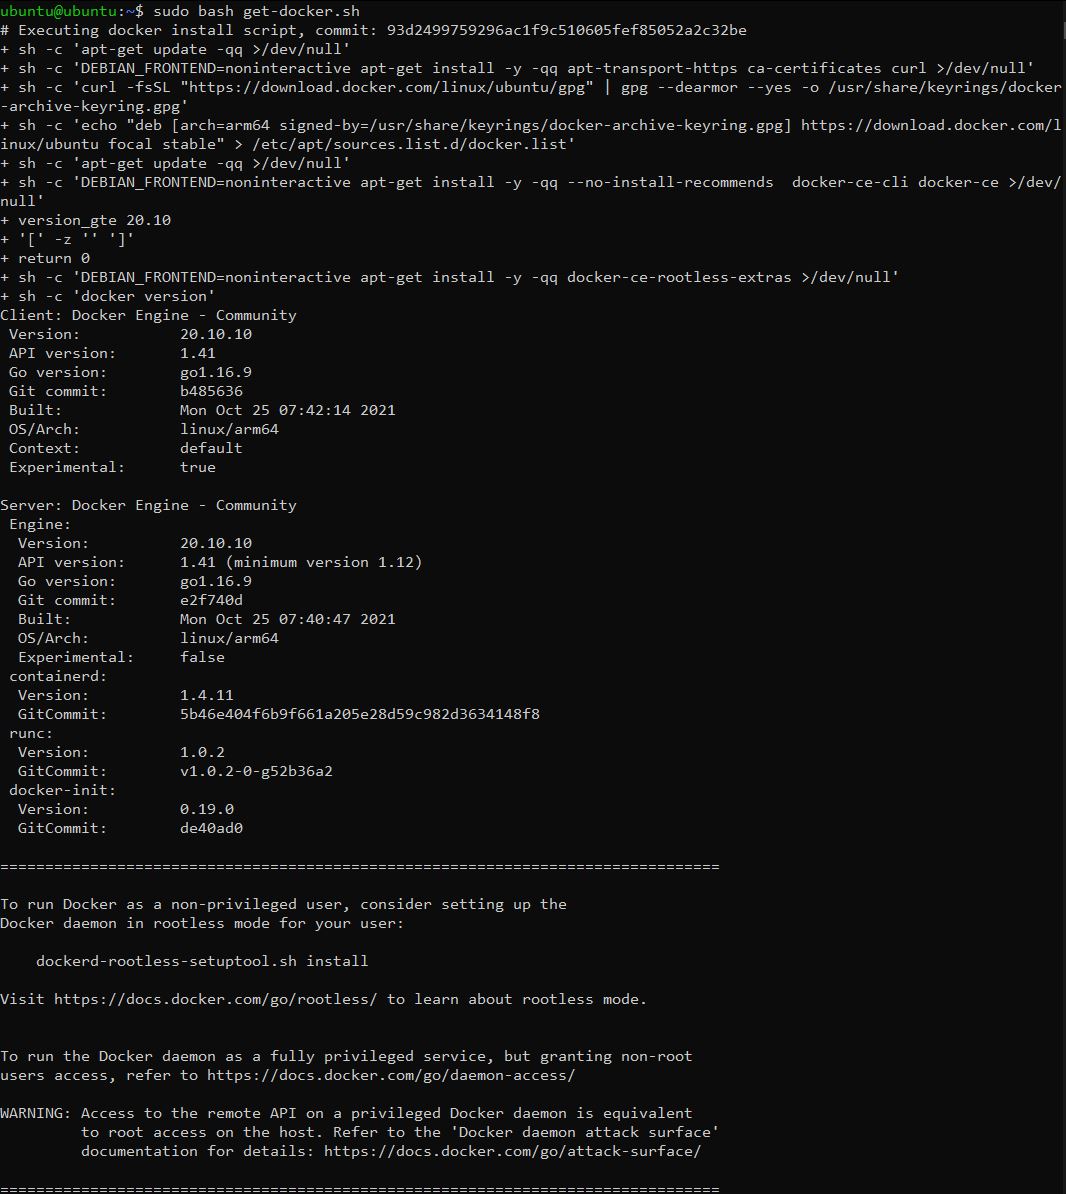 ubuntu@ubuntu:~$ sudo bash get-docker.sh
# Executing docker install script, commit: 93d2499759296ac1f9c510605fef85052a2c32be
+ sh -c 'apt-get update -qq >/dev/null'
+ sh -c 'DEBIAN_FRONTEND=noninteractive apt-get install -y -qq apt-transport-https ca-certificates curl >/dev/null'
+ sh -c 'curl -fsSL "https://download.docker.com/linux/ubuntu/gpg" | gpg --dearmor --yes -o /usr/share/keyrings/docker
-archive-keyring.gpg'
+ sh -c 'echo "deb [arch=arm64 signed-by=/usr/share/keyrings/docker-archive-keyring.gpg] https://download.docker.com/l
inux/ubuntu focal stable" > /etc/apt/sources.list.d/docker.list'
+ sh -c 'apt-get update -qq >/dev/null'
+ sh -c 'DEBIAN_FRONTEND=noninteractive apt-get install -y -qq --no-install-recommends  docker-ce-cli docker-ce >/dev/
null'
+ version_gte 20.10
+ '[' -z '' ']'
+ return 0
+ sh -c 'DEBIAN_FRONTEND=noninteractive apt-get install -y -qq docker-ce-rootless-extras >/dev/null'
+ sh -c 'docker version'
Client: Docker Engine - Community
 Version:           20.10.10
 API version:       1.41
 Go version:        go1.16.9
 Git commit:        b485636
 Built:             Mon Oct 25 07:42:14 2021
 OS/Arch:           linux/arm64
 Context:           default
 Experimental:      true

Server: Docker Engine - Community
 Engine:
  Version:          20.10.10
  API version:      1.41 (minimum version 1.12)
  Go version:       go1.16.9
  Git commit:       e2f740d
  Built:            Mon Oct 25 07:40:47 2021
  OS/Arch:          linux/arm64
  Experimental:     false
 containerd:
  Version:          1.4.11
  GitCommit:        5b46e404f6b9f661a205e28d59c982d3634148f8
 runc:
  Version:          1.0.2
  GitCommit:        v1.0.2-0-g52b36a2
 docker-init:
  Version:          0.19.0
  GitCommit:        de40ad0

================================================================================

To run Docker as a non-privileged user, consider setting up the
Docker daemon in rootless mode for your user:

    dockerd-rootless-setuptool.sh install

Visit https://docs.docker.com/go/rootless/ to learn about rootless mode.


To run the Docker daemon as a fully privileged service, but granting non-root
users access, refer to https://docs.docker.com/go/daemon-access/

WARNING: Access to the remote API on a privileged Docker daemon is equivalent
         to root access on the host. Refer to the 'Docker daemon attack surface'
         documentation for details: https://docs.docker.com/go/attack-surface/

================================================================================